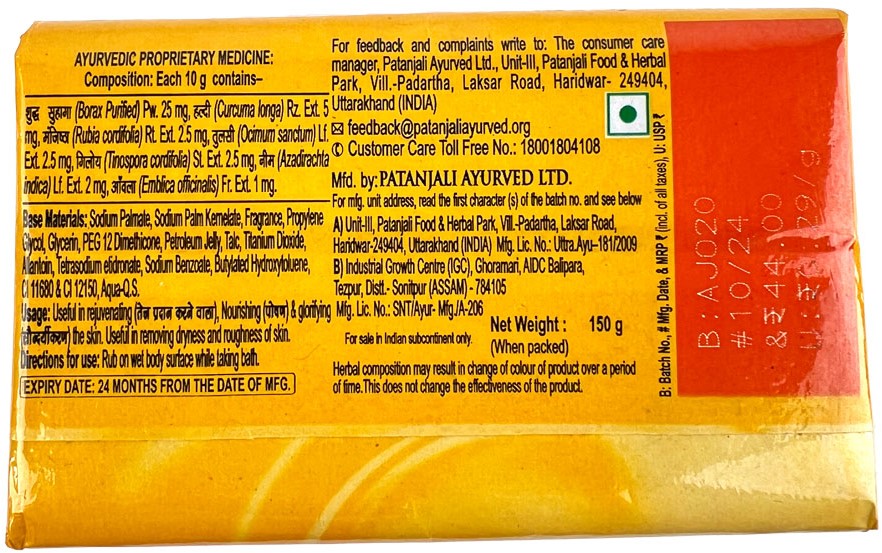 AYURVEDIC PROPRIETARY MEDICINE:
Composition: Each 10 g contains–
शुद्ध सुहागा (Borax Purified) Pw. 25 mg, हल्दी (Curcuma longa) Rz. Ext. 5
mg, मंजिष्ठा (Rubia cordifolia) Rt. Ext. 2.5 mg, तुलसी (Ocimum sanctum) Lf.
Ext. 2.5 mg, गिलोय (Tinospora cordifolia) St. Ext. 2.5 mg, नीम (Azadirachta
indica) Lf. Ext. 2 mg, आँवला (Emblica officinalis) Fr. Ext. 1 mg.
Base Materials: Sodium Palmate, Sodium Palm Kernelate, Fragrance, Propylene
Glycol, Glycerin, PEG 12 Dimethicone, Petroleum Jelly, Talc, Titanium Dioxide,
Allantoin, Tetrasodium etidronate, Sodium Benzoate, Butylated Hydroxytoluene,
CI 11680 & CI 12150, Aqua-Q.S.
Usage: Useful in rejuvenating (तेज प्रदान करने वाला), Nourishing (पोषण) & glorifying
(सौन्दर्यीकरण) the skin. Useful in removing dryness and roughness of skin.
Directions for use: Rub on wet body surface while taking bath.
EXPIRY DATE: 24 MONTHS FROM THE DATE OF MFG.
For feedback and complaints write to: The consumer care
manager, Patanjali Ayurved Ltd., Unit-III, Patanjali Food & Herbal
Park, Vill.-Padartha, Laksar Road, Haridwar- 249404,
Uttarakhand (INDIA)
feedback@patanjaliayurved.org
Customer Care Toll Free No.: 18001804108
Mfd. by: PATANJALI AYURVED LTD.
For mfg. unit address, read the first character (s) of the batch no. and see below
A) Unit-III, Patanjali Food & Herbal Park, Vill.-Padartha, Laksar Road,
Haridwar-249404, Uttarakhand (INDIA) Mfg. Lic. No.: Uttra.Ayu–181/2009
B) Industrial Growth Centre (IGC), Ghoramari, AIDC Balipara,
Tezpur, Distt.- Sonitpur (ASSAM) - 784105
Mfg. Lic. No.: SNT/Ayur- Mfg./A-206
For sale in Indian subcontinent only.
Net Weight : 150 g
(When packed)
Herbal composition may result in change of colour of product over a period
of time. This does not change the effectiveness of the product.
B: Batch No., # Mfg. Date, & MRP ₹ (Incl. of all taxes), U: USP ₹
B:AJ020
#10/24
&₹44.00